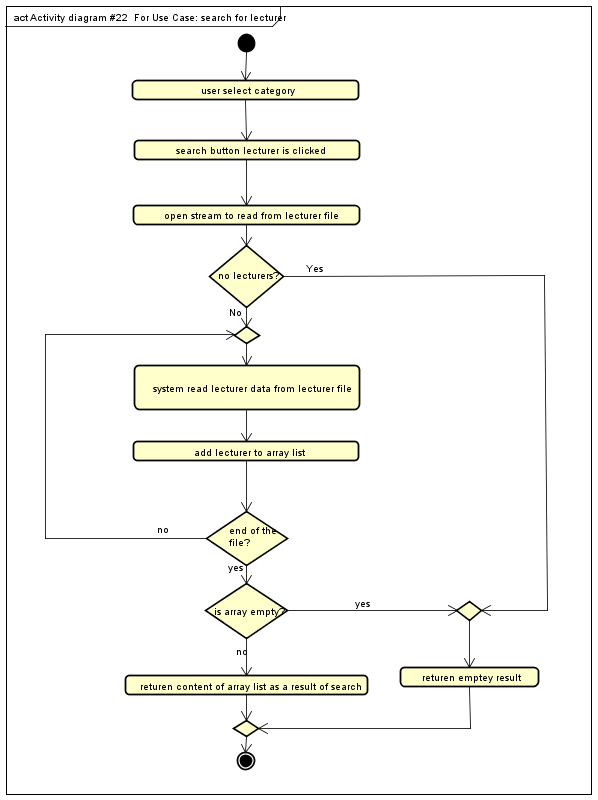 act Activity diagram #22 For Use Case: search for lecturer
user select category
search button lecturer is clicked
open stream to read from lecturer file
no lecturers?
Yes
No
system read lecturer data from lecturer file
add lecturer to array list
no
end of the
file?
yes
is array empty?
yes
no
returen content of array list as a result of search
returen emptey result